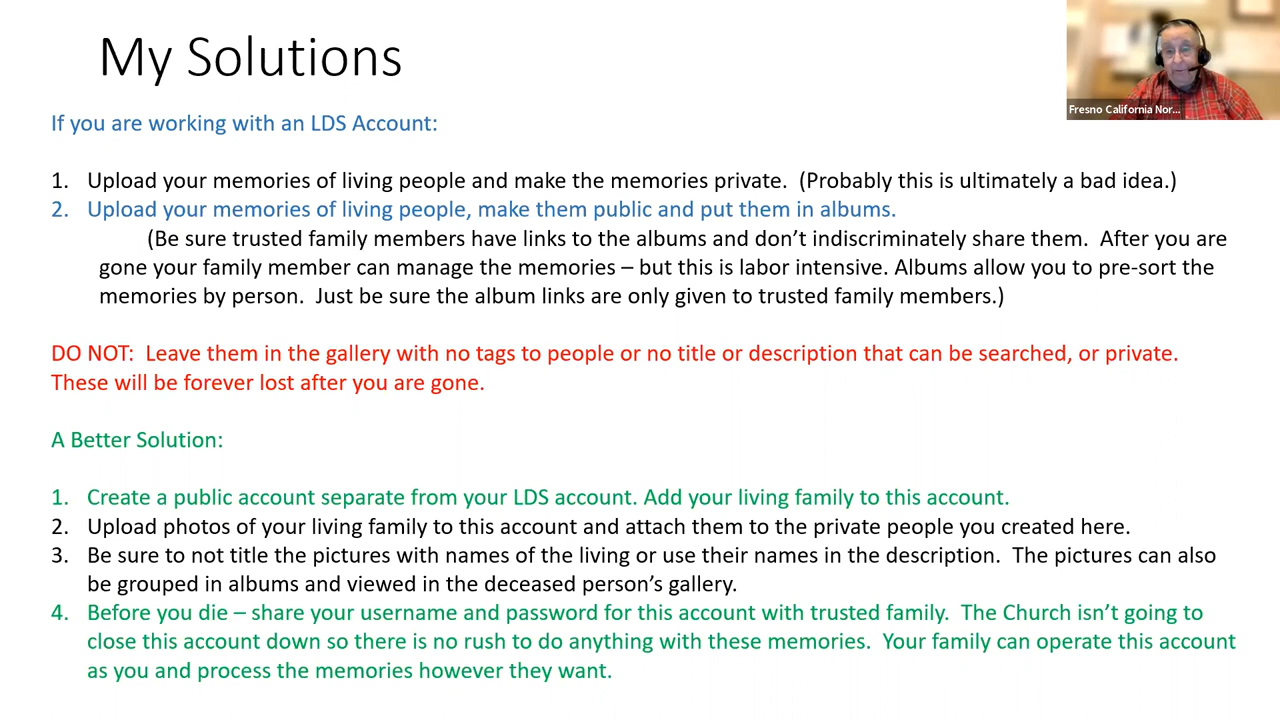 My Solutions
Fresno California Nor...
If you are working with an LDS Account:
1. Upload your memories of living people and make the memories private.  (Probably this is ultimately a bad idea.)
2. Upload your memories of living people, make them public and put them in albums.
(Be sure trusted family members have links to the albums and don’t indiscriminately share them.  After you are
gone your family member can manage the memories – but this is labor intensive. Albums allow you to pre-sort the
memories by person.  Just be sure the album links are only given to trusted family members.)
DO NOT:  Leave them in the gallery with no tags to people or no title or description that can be searched, or private.
These will be forever lost after you are gone.
A Better Solution:
1. Create a public account separate from your LDS account. Add your living family to this account.
2. Upload photos of your living family to this account and attach them to the private people you created here.
3. Be sure to not title the pictures with names of the living or use their names in the description.  The pictures can also
be grouped in albums and viewed in the deceased person’s gallery.
4. Before you die – share your username and password for this account with trusted family.  The Church isn’t going to
close this account down so there is no rush to do anything with these memories.  Your family can operate this account
as you and process the memories however they want.